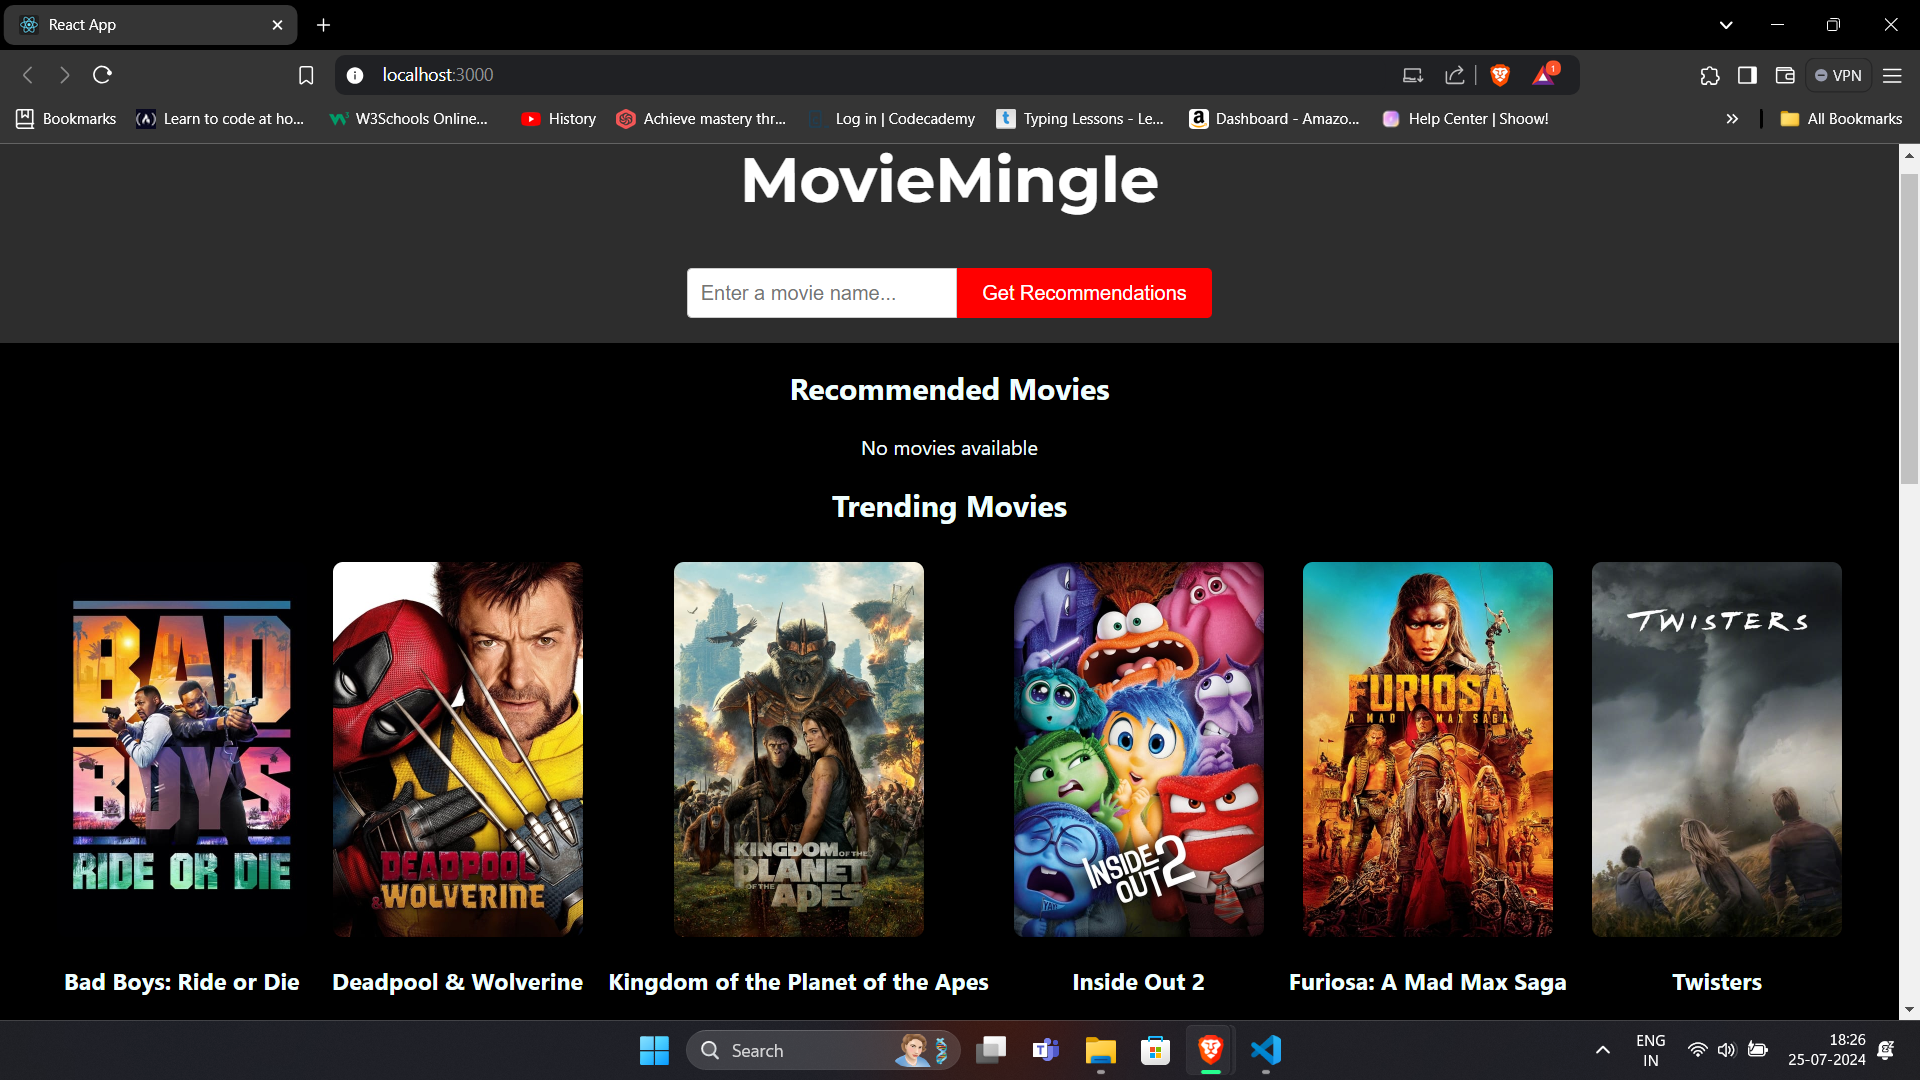 React App
localhost:3000
1
VPN
Bookmarks
Learn to code at ho...
W3Schools Online...
History
Achieve mastery thr...
Log in | Codecademy
Typing Lessons - Le...
Dashboard - Amazo...
Help Center | Shoow!
All Bookmarks
MovieMingle
Enter a movie name...
Get Recommendations
Recommended Movies
No movies available
Trending Movies
BAD
BOYS
RIDE OR DIE
DEADPOOL
& WOLVERINE
KINGDOM OF THE
PLANET
OF THE APES
INSIDE
OUT 2
FURIOSA
A MAD MAX SAGA
TWISTERS
Bad Boys: Ride or Die
Deadpool & Wolverine
Kingdom of the Planet of the Apes
Inside Out 2
Furiosa: A Mad Max Saga
Twisters
Search
ENG
IN
18:26
25-07-2024